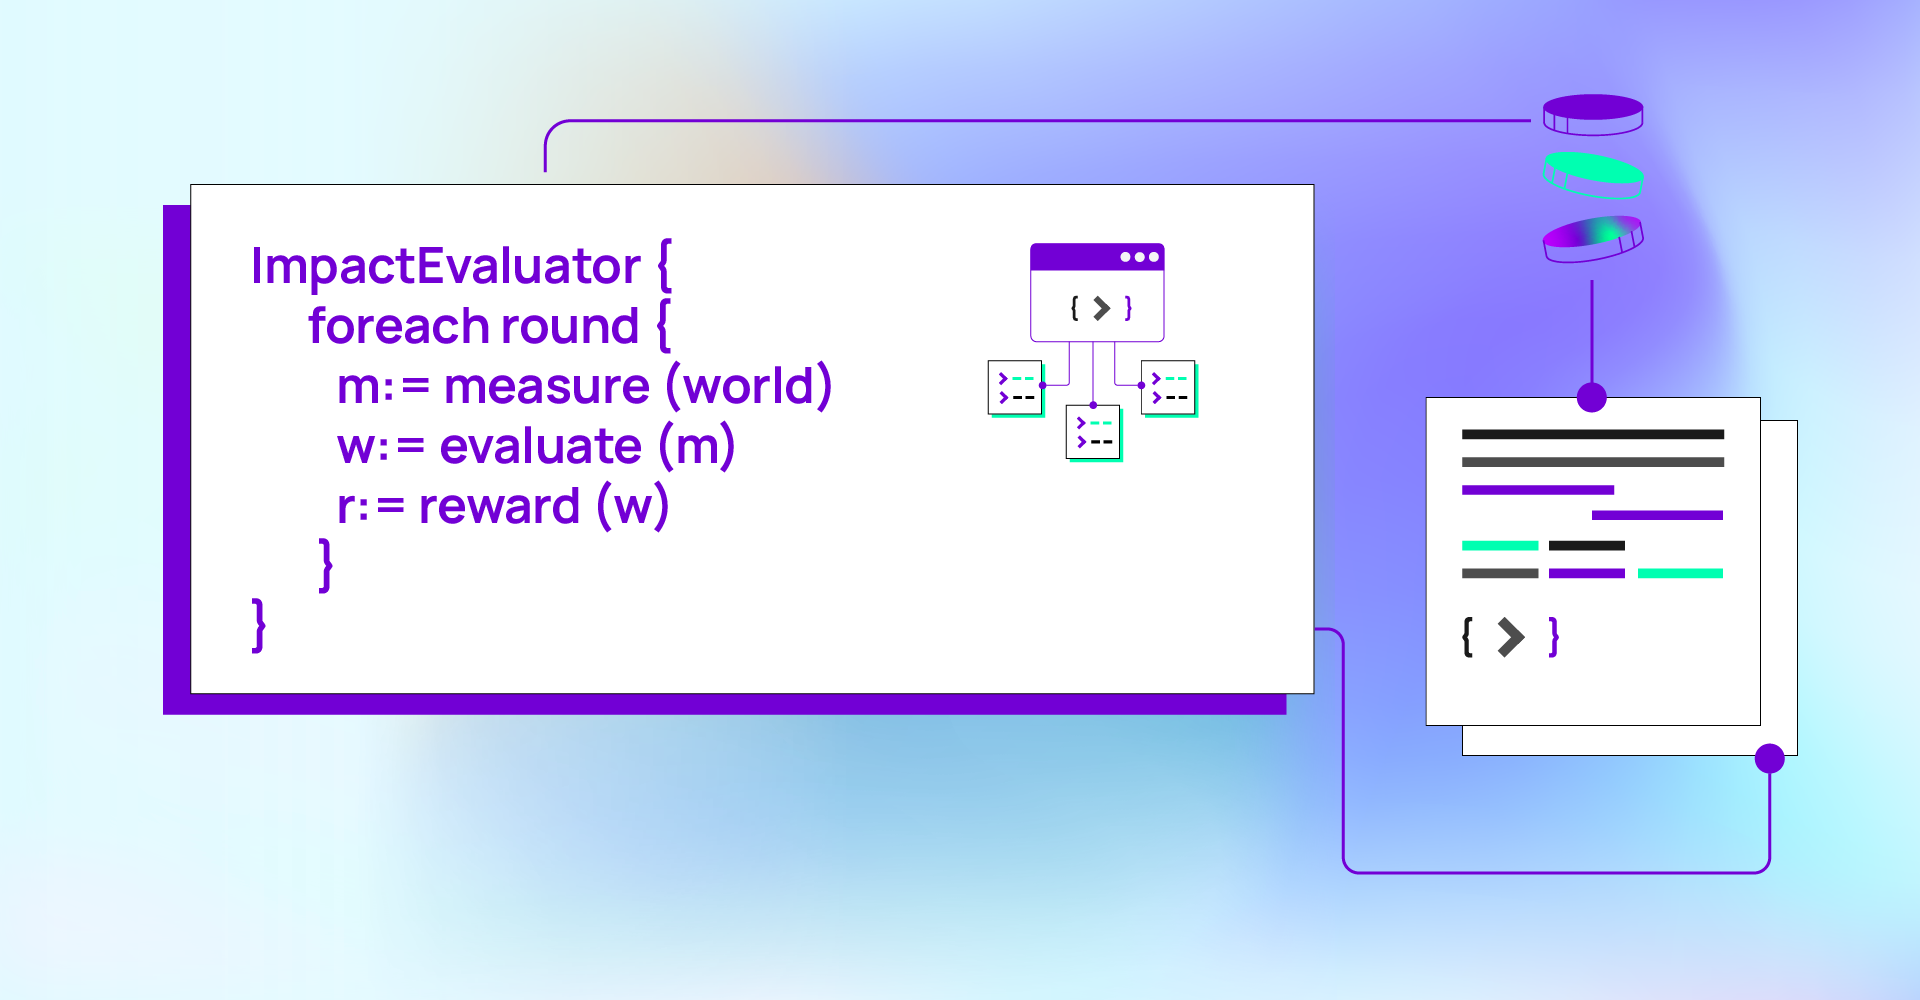 ImpactEvaluator {
foreach round {
m:= measure (world)
w:= evaluate (m)
r:= reward (w)
}
}
{ > }
{ > }